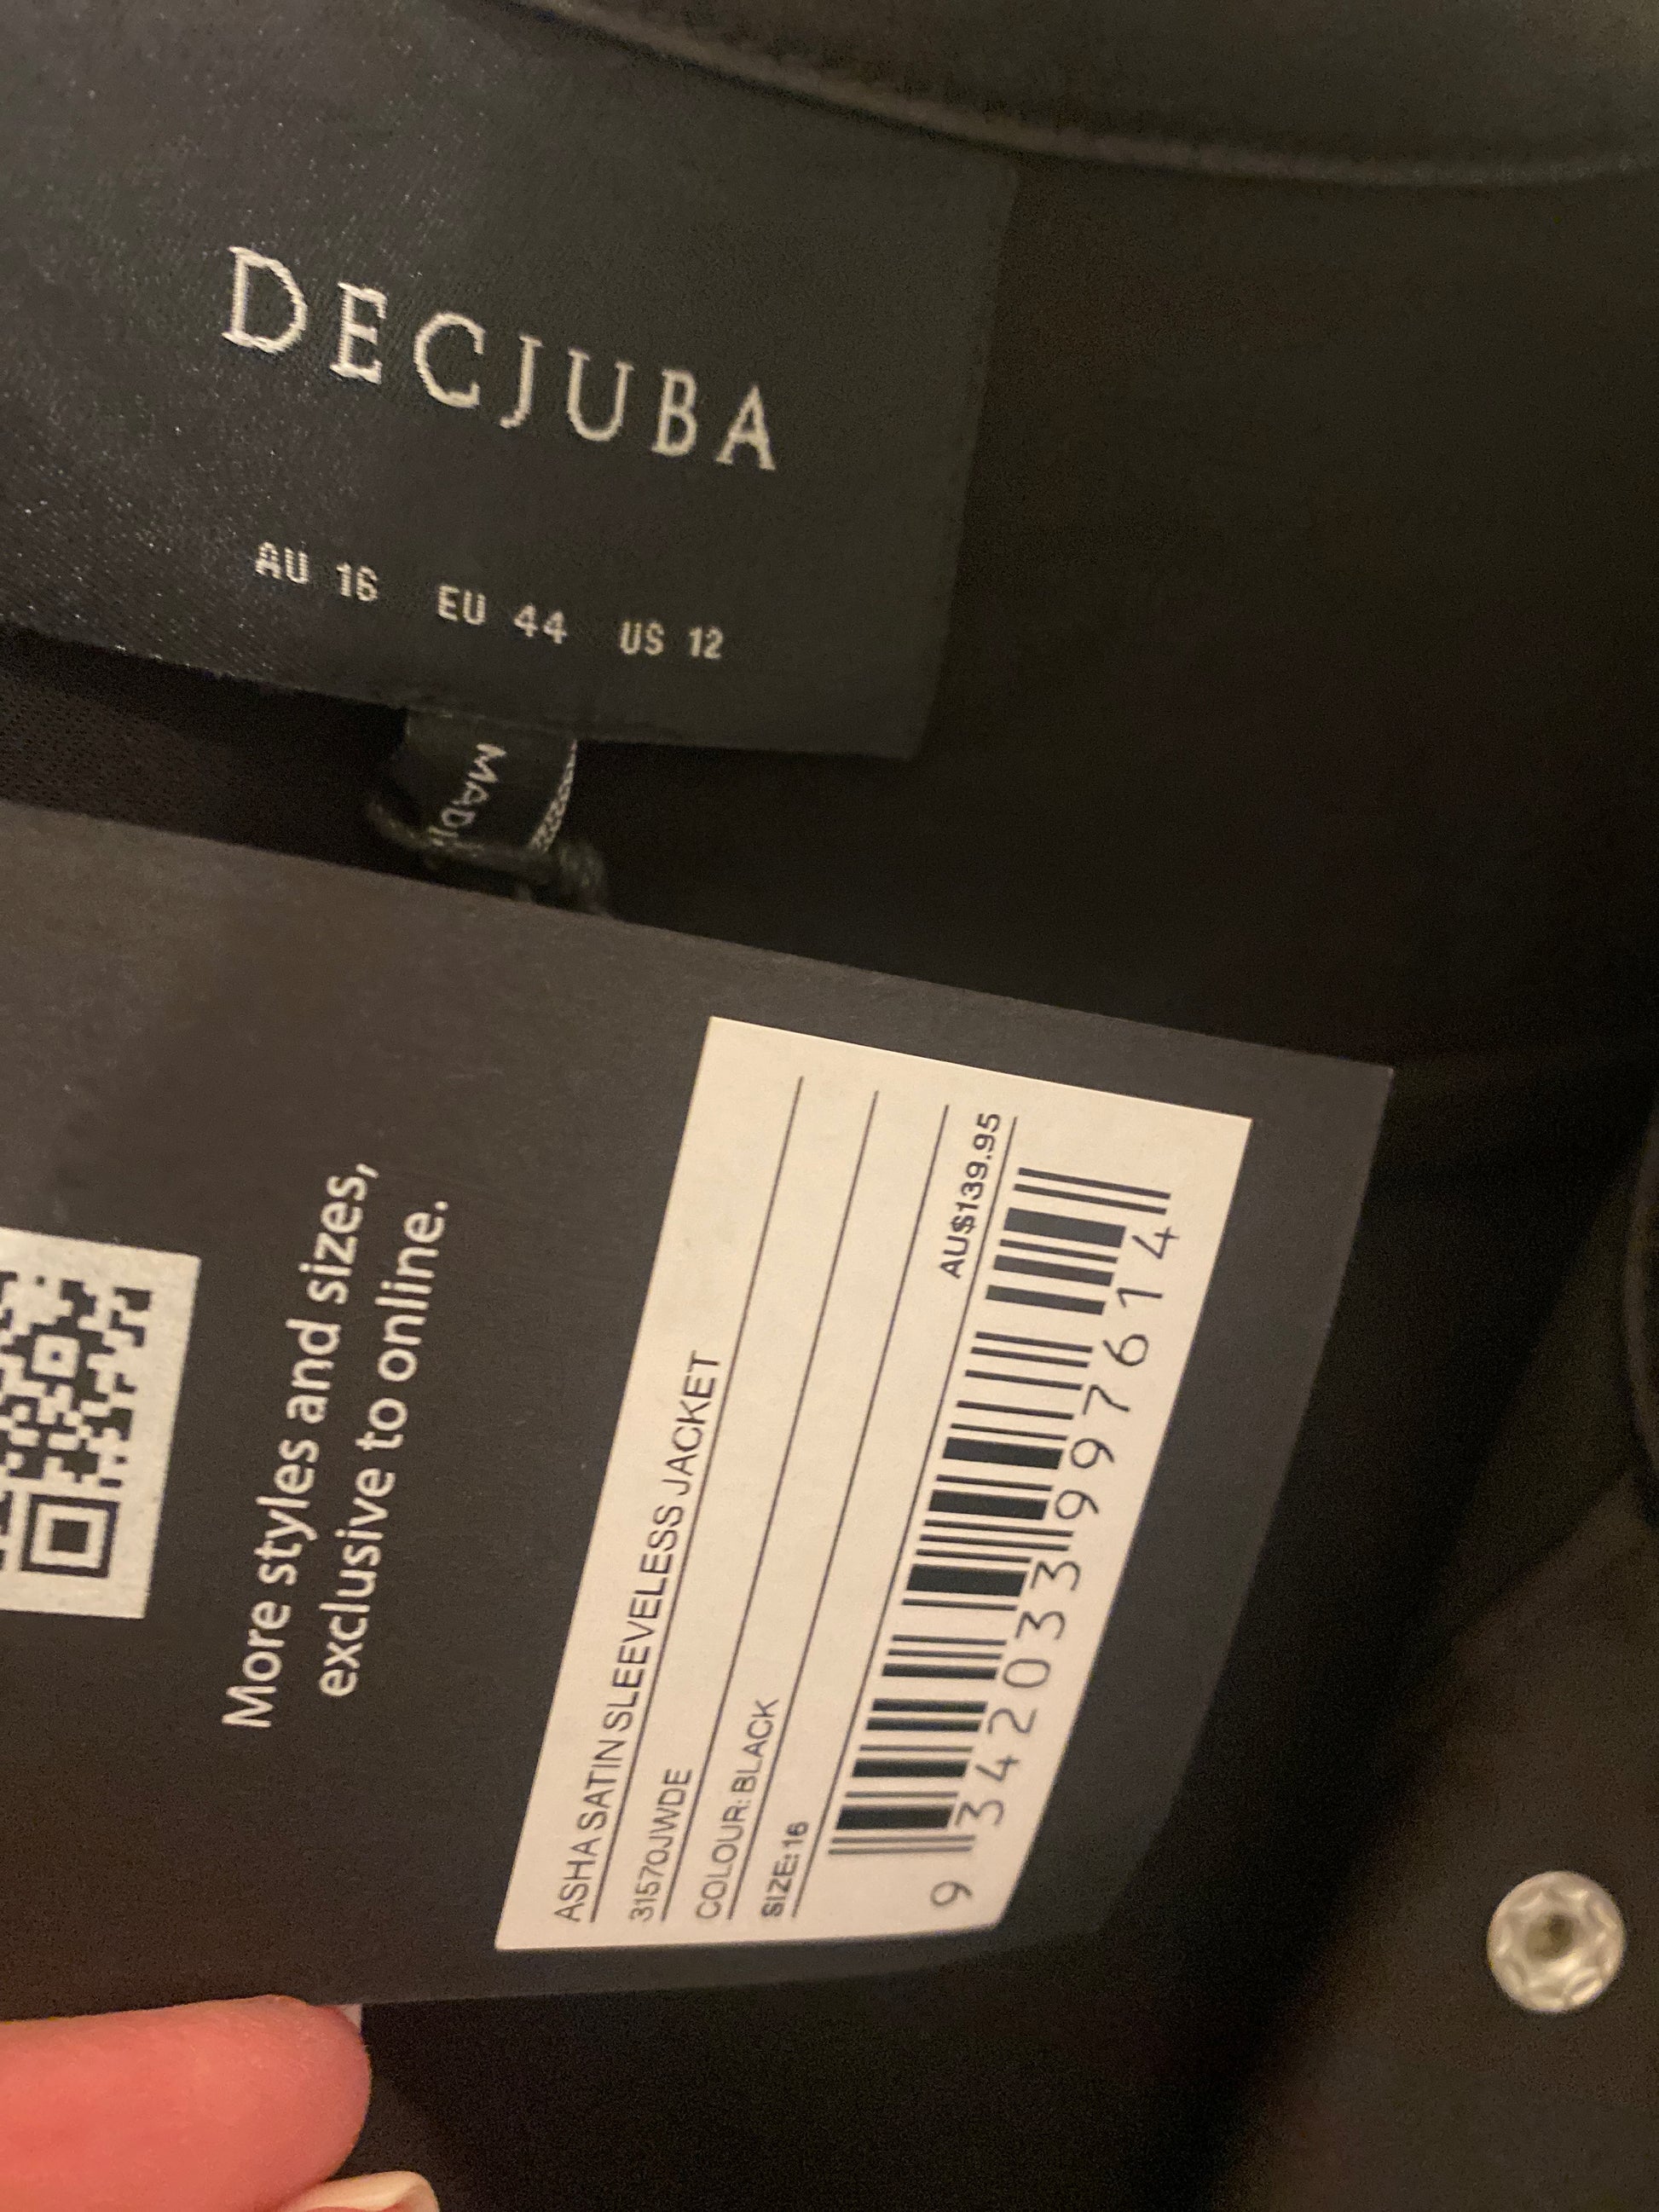 DECJUBA
AU 16 EU 44 US 12
More styles and sizes,
exclusive to online.
ASHA SATIN SLEEVELESS JACKET
31570JWDE
COLOUR: BLACK
SIZE: 16
AU$139.95
9 342033 997614